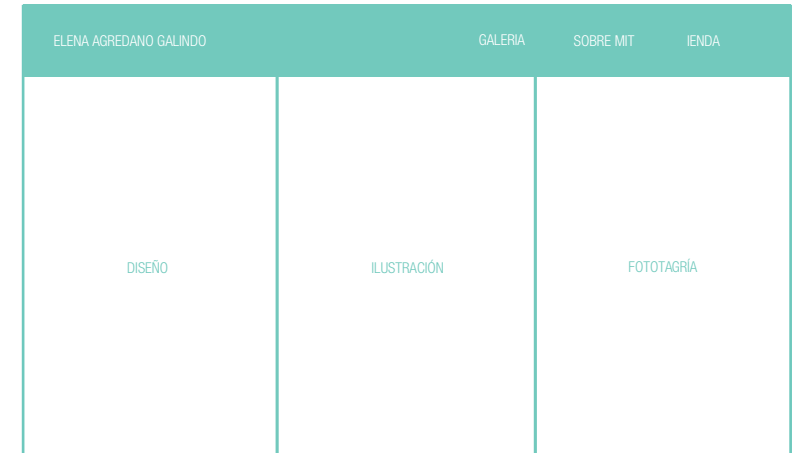 ELENA AGREDANO GALINDO
GALERIA
SOBRE MIT
IENDA
DISEÑO
ILUSTRACIÓN
FOTOTAGRÍA